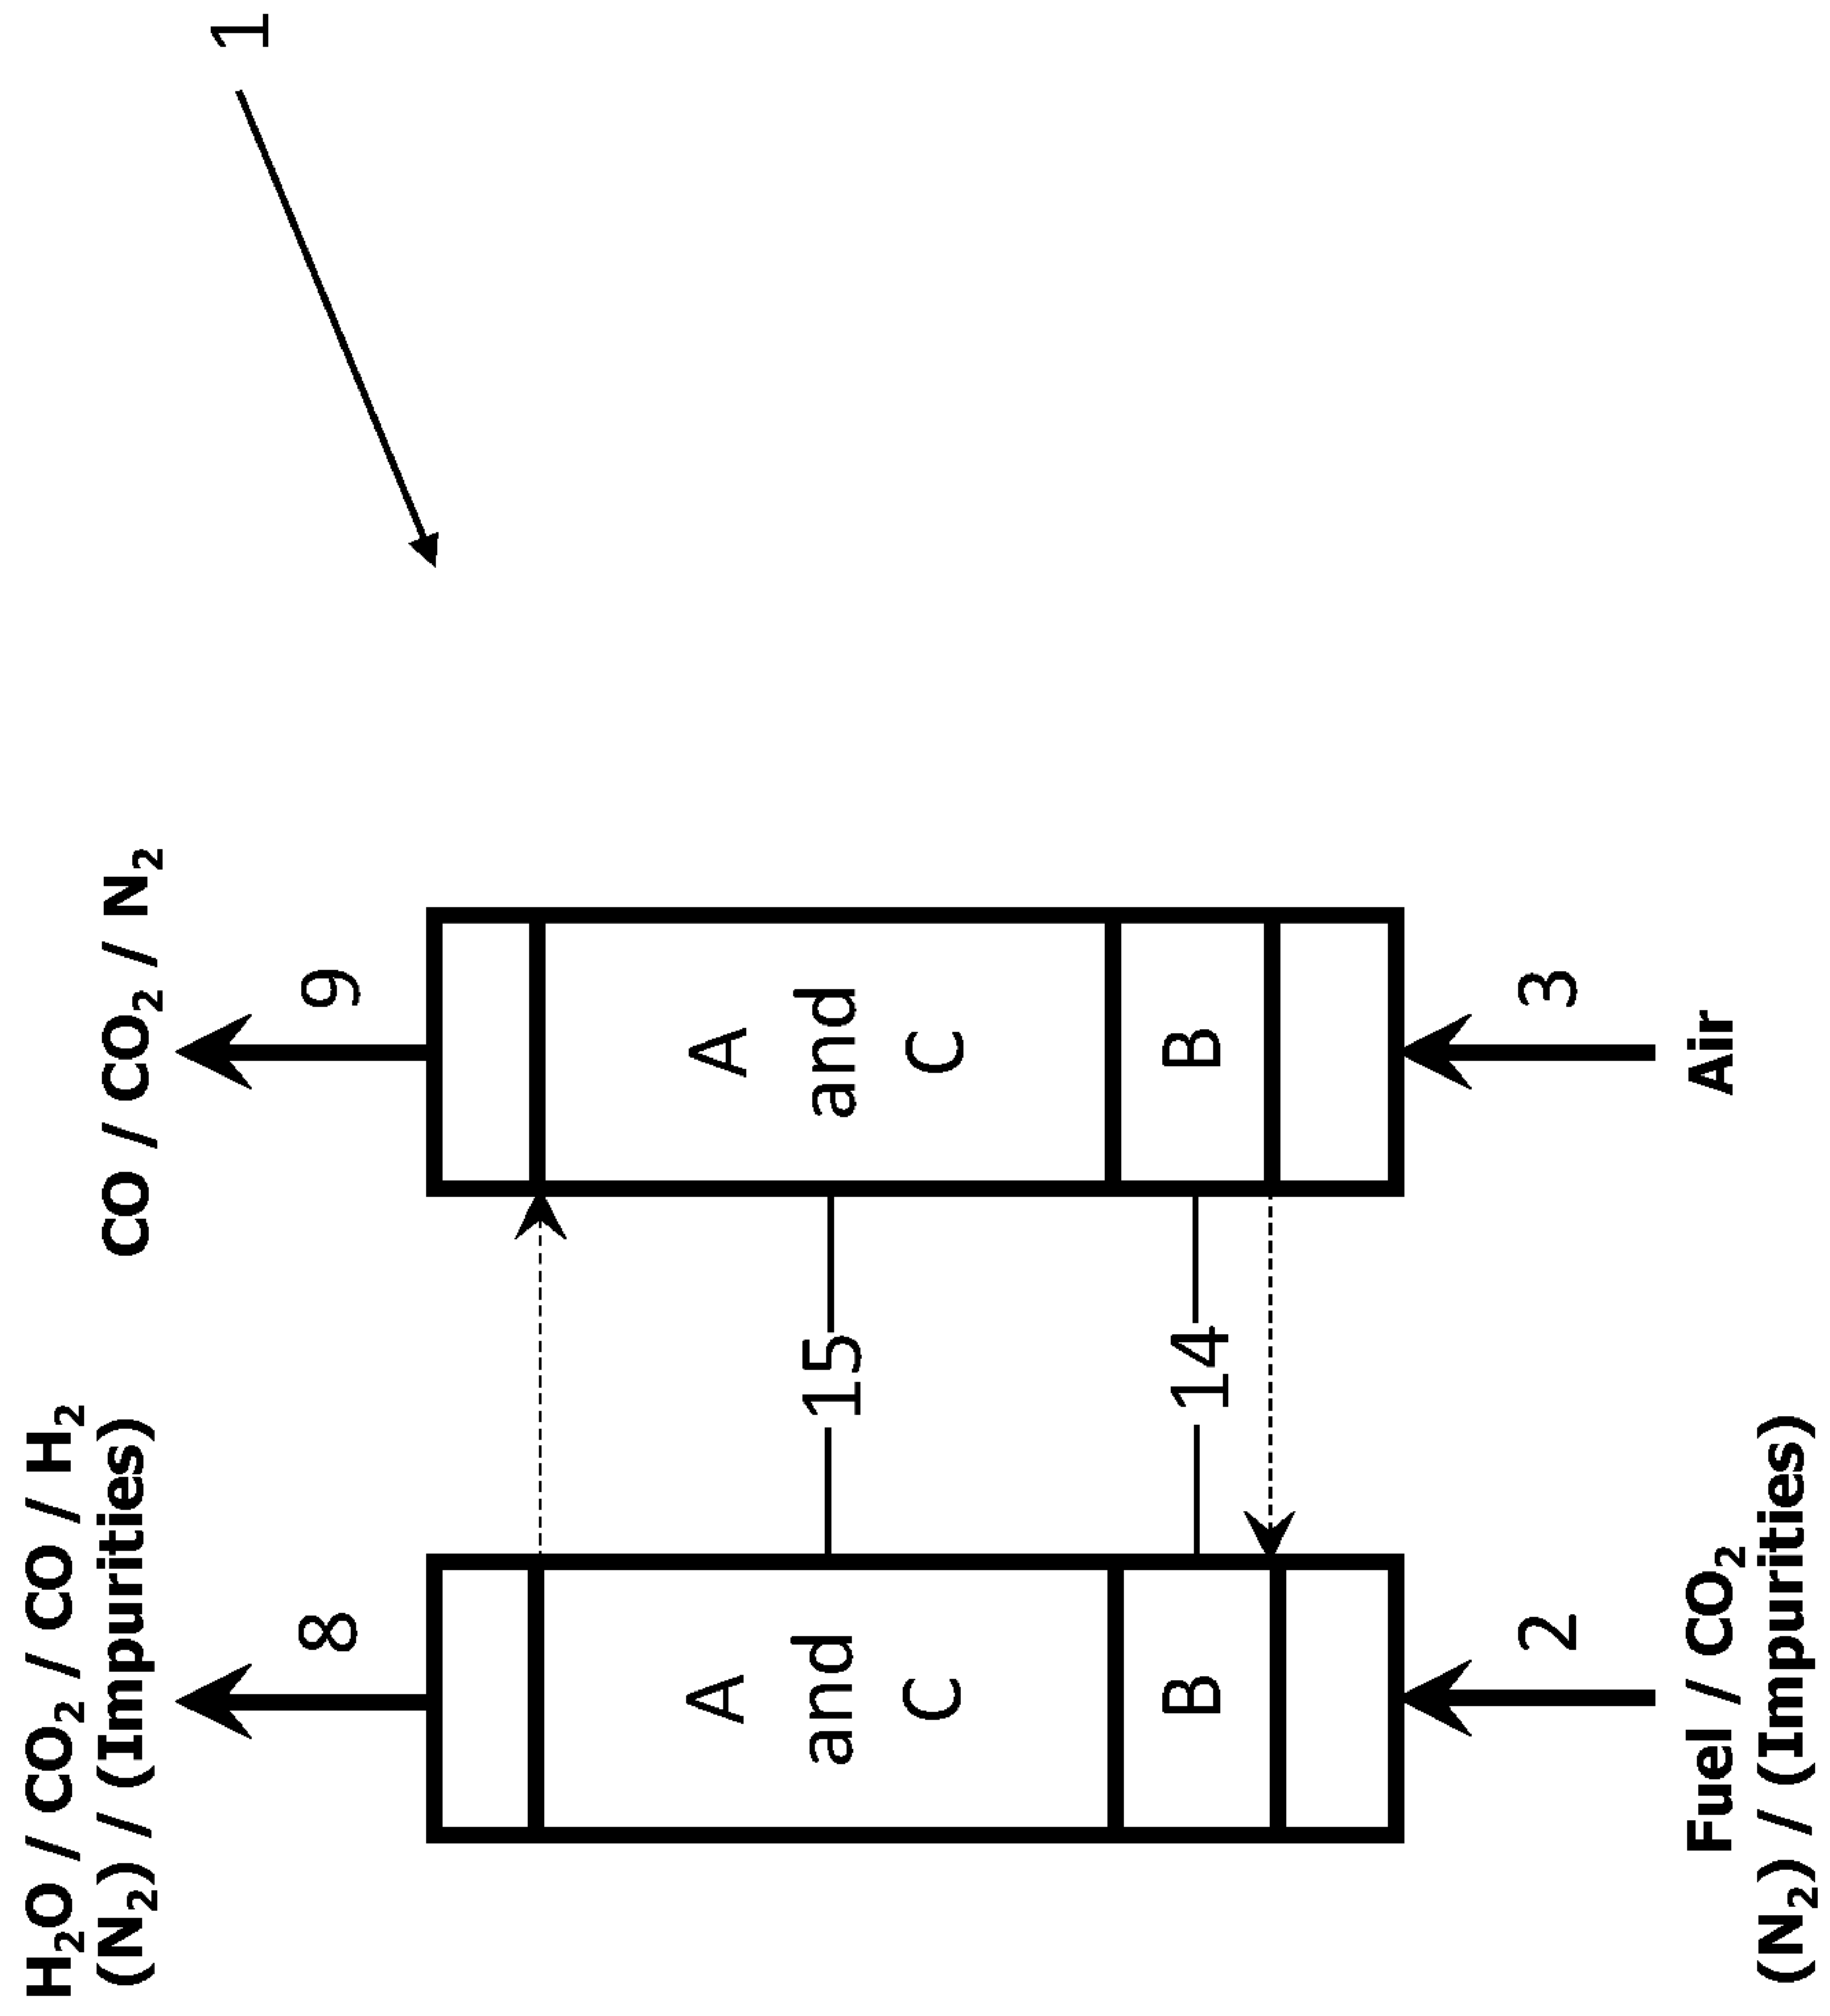 1
H₂O / CO₂ / CO / H₂
(N₂) / (Impurities)
CO / CO₂ / N₂
8
9
A
and
C
A
and
C
15
B
B
14
2
3
Fuel / CO₂
(N₂) / (Impurities)
Air